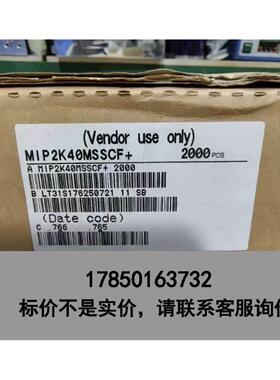 (Vendor use only)
MIP2K40MSSCF+ 2000PCS
A MIP2K40MSSCF+ 2000
B LT31S176250721 11 SB
(Date code)
C .766 .765
17850163732
标价不是实价，请联系客服询价